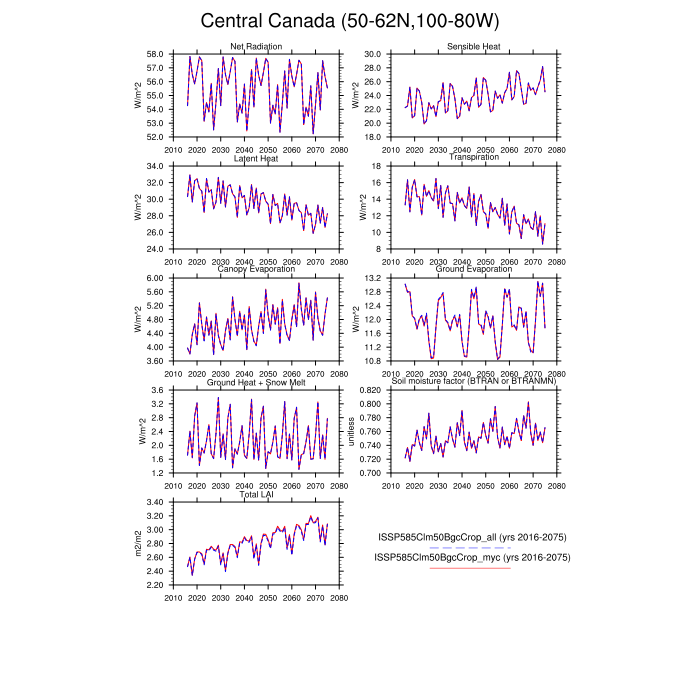 Central Canada (50-62N,100-80W)
Net Radiation
Sensible Heat
58.0
57.0
56.0
55.0
54.0
53.0
52.0
W/m^2
2010 2020 2030 2040 2050 2060 2070 2080
30.0
28.0
26.0
24.0
22.0
20.0
18.0
W/m^2
2010 2020 2030 2040 2050 2060 2070 2080
Latent Heat
Transpiration
34.0
32.0
30.0
28.0
26.0
24.0
W/m^2
2010 2020 2030 2040 2050 2060 2070 2080
18
16
14
12
10
8
W/m^2
2010 2020 2030 2040 2050 2060 2070 2080
Canopy Evaporation
Ground Evaporation
6.00
5.20
4.80
4.40
4.00
3.60
W/m^2
2010 2020 2030 2040 2050 2060 2070 2080
13.2
12.8
12.4
12.0
11.6
11.2
10.8
W/m^2
2010 2020 2030 2040 2050 2060 2070 2080
Ground Heat + Snow Melt
Soil moisture factor (BTRAN or BTRANMN)
3.6
3.2
2.8
2.4
2.0
1.6
1.2
W/m^2
2010 2020 2030 2040 2050 2060 2070 2080
0.820
0.800
0.780
0.760
0.740
0.720
0.700
unitless
2010 2020 2030 2040 2050 2060 2070 2080
Total LAI
3.40
3.20
3.00
2.80
2.60
2.40
2.20
m2/m2
2010 2020 2030 2040 2050 2060 2070 2080
ISSP585Clm50BgcCrop_all (yrs 2016-2075)
ISSP585Clm50BgcCrop_myc (yrs 2016-2075)